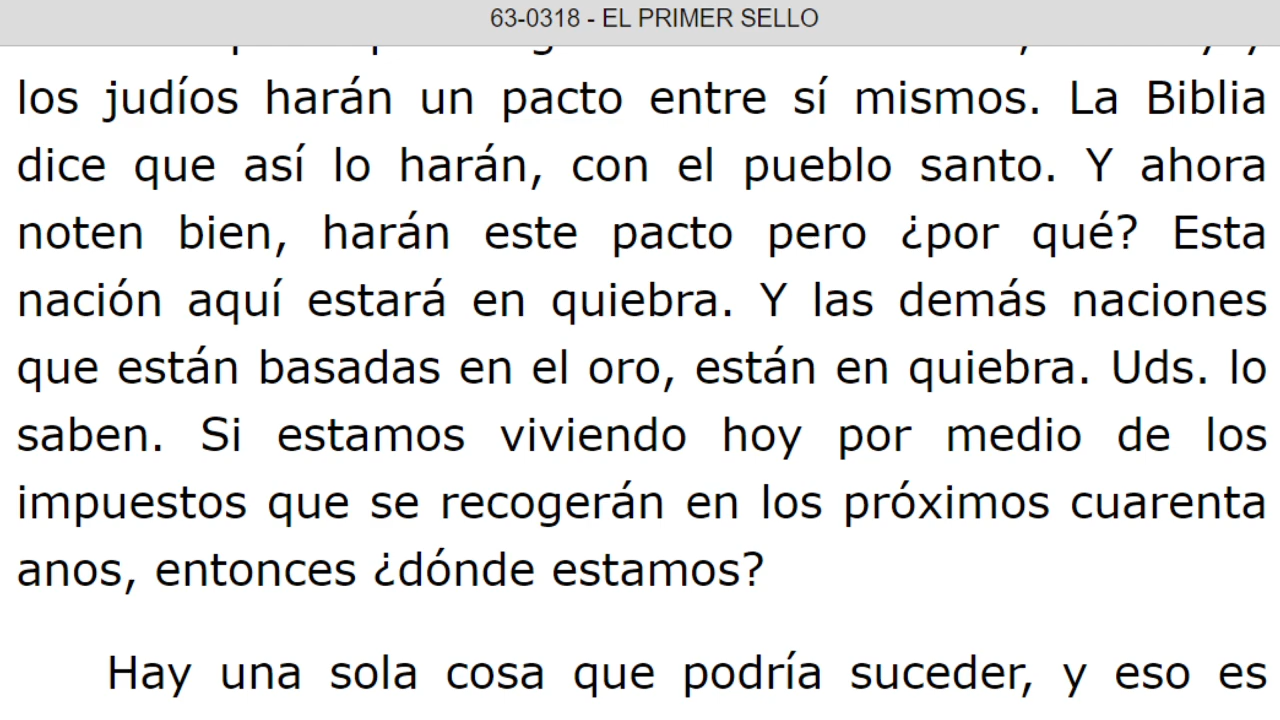 63-0318 - EL PRIMER SELLO
los judíos harán un pacto entre sí mismos. La Biblia
dice que así lo harán, con el pueblo santo. Y ahora
noten bien, harán este pacto pero ¿por qué? Esta
nación aquí estará en quiebra. Y las demás naciones
que están basadas en el oro, están en quiebra. Uds. lo
saben. Si estamos viviendo hoy por medio de los
impuestos que se recogerán en los próximos cuarenta
anos, entonces ¿dónde estamos?
Hay una sola cosa que podría suceder, y eso es